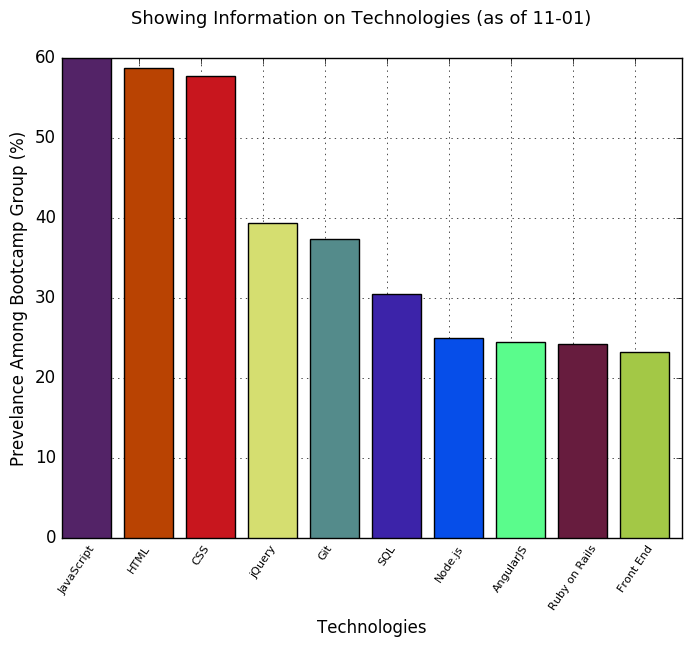 Showing Information on Technologies (as of 11-01)
Prevelance Among Bootcamp Group (%)
60
50
40
30
20
10
0
JavaScript
HTML
CSS
jQuery
Git
SQL
Node.js
AngularJS
Ruby on Rails
Front End
Technologies